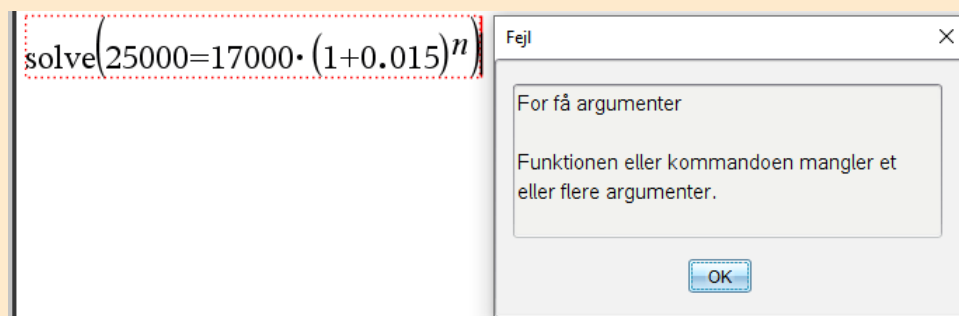 solve(25000=17000·(1+0.015)^n)
Fejl
For få argumenter
Funktionen eller kommandoen mangler et
eller flere argumenter.
OK